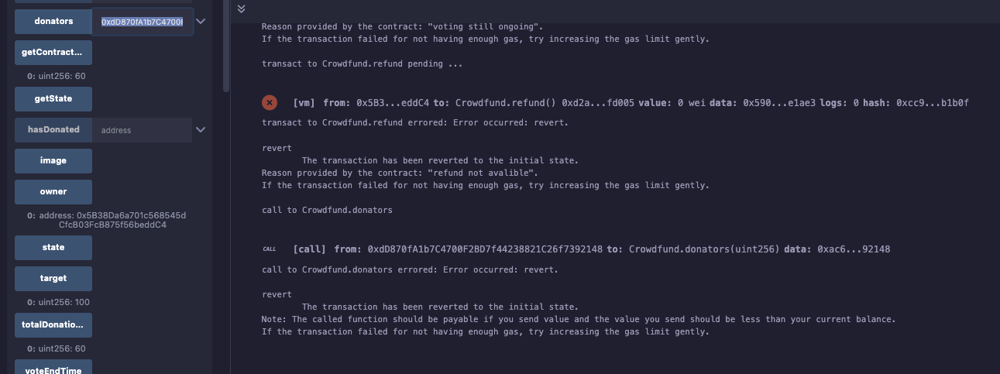 donators
0xdD870fA1b7C4700F
getContract...
0: uint256: 60
getState
hasDonated
address
image
owner
0: address: 0x5B38Da6a701c568545d
CfcB03FcB875f56beddC4
state
target
0: uint256: 100
totalDonatio...
0: uint256: 60
voteEndTime
Reason provided by the contract: "voting still ongoing".
If the transaction failed for not having enough gas, try increasing the gas limit gently.
transact to Crowdfund.refund pending ...
[vm] from: 0x5B3...eddC4 to: Crowdfund.refund() 0xd2a...fd005 value: 0 wei data: 0x590...e1ae3 logs: 0 hash: 0xcc9...b1b0f
transact to Crowdfund.refund errored: Error occurred: revert.
revert
The transaction has been reverted to the initial state.
Reason provided by the contract: "refund not avalible".
If the transaction failed for not having enough gas, try increasing the gas limit gently.
call to Crowdfund.donators
CALL [call] from: 0xdD870fA1b7C4700F2BD7f44238821C26f7392148 to: Crowdfund.donators(uint256) data: 0xac6...92148
call to Crowdfund.donators errored: Error occurred: revert.
revert
The transaction has been reverted to the initial state.
Note: The called function should be payable if you send value and the value you send should be less than your current balance.
If the transaction failed for not having enough gas, try increasing the gas limit gently.